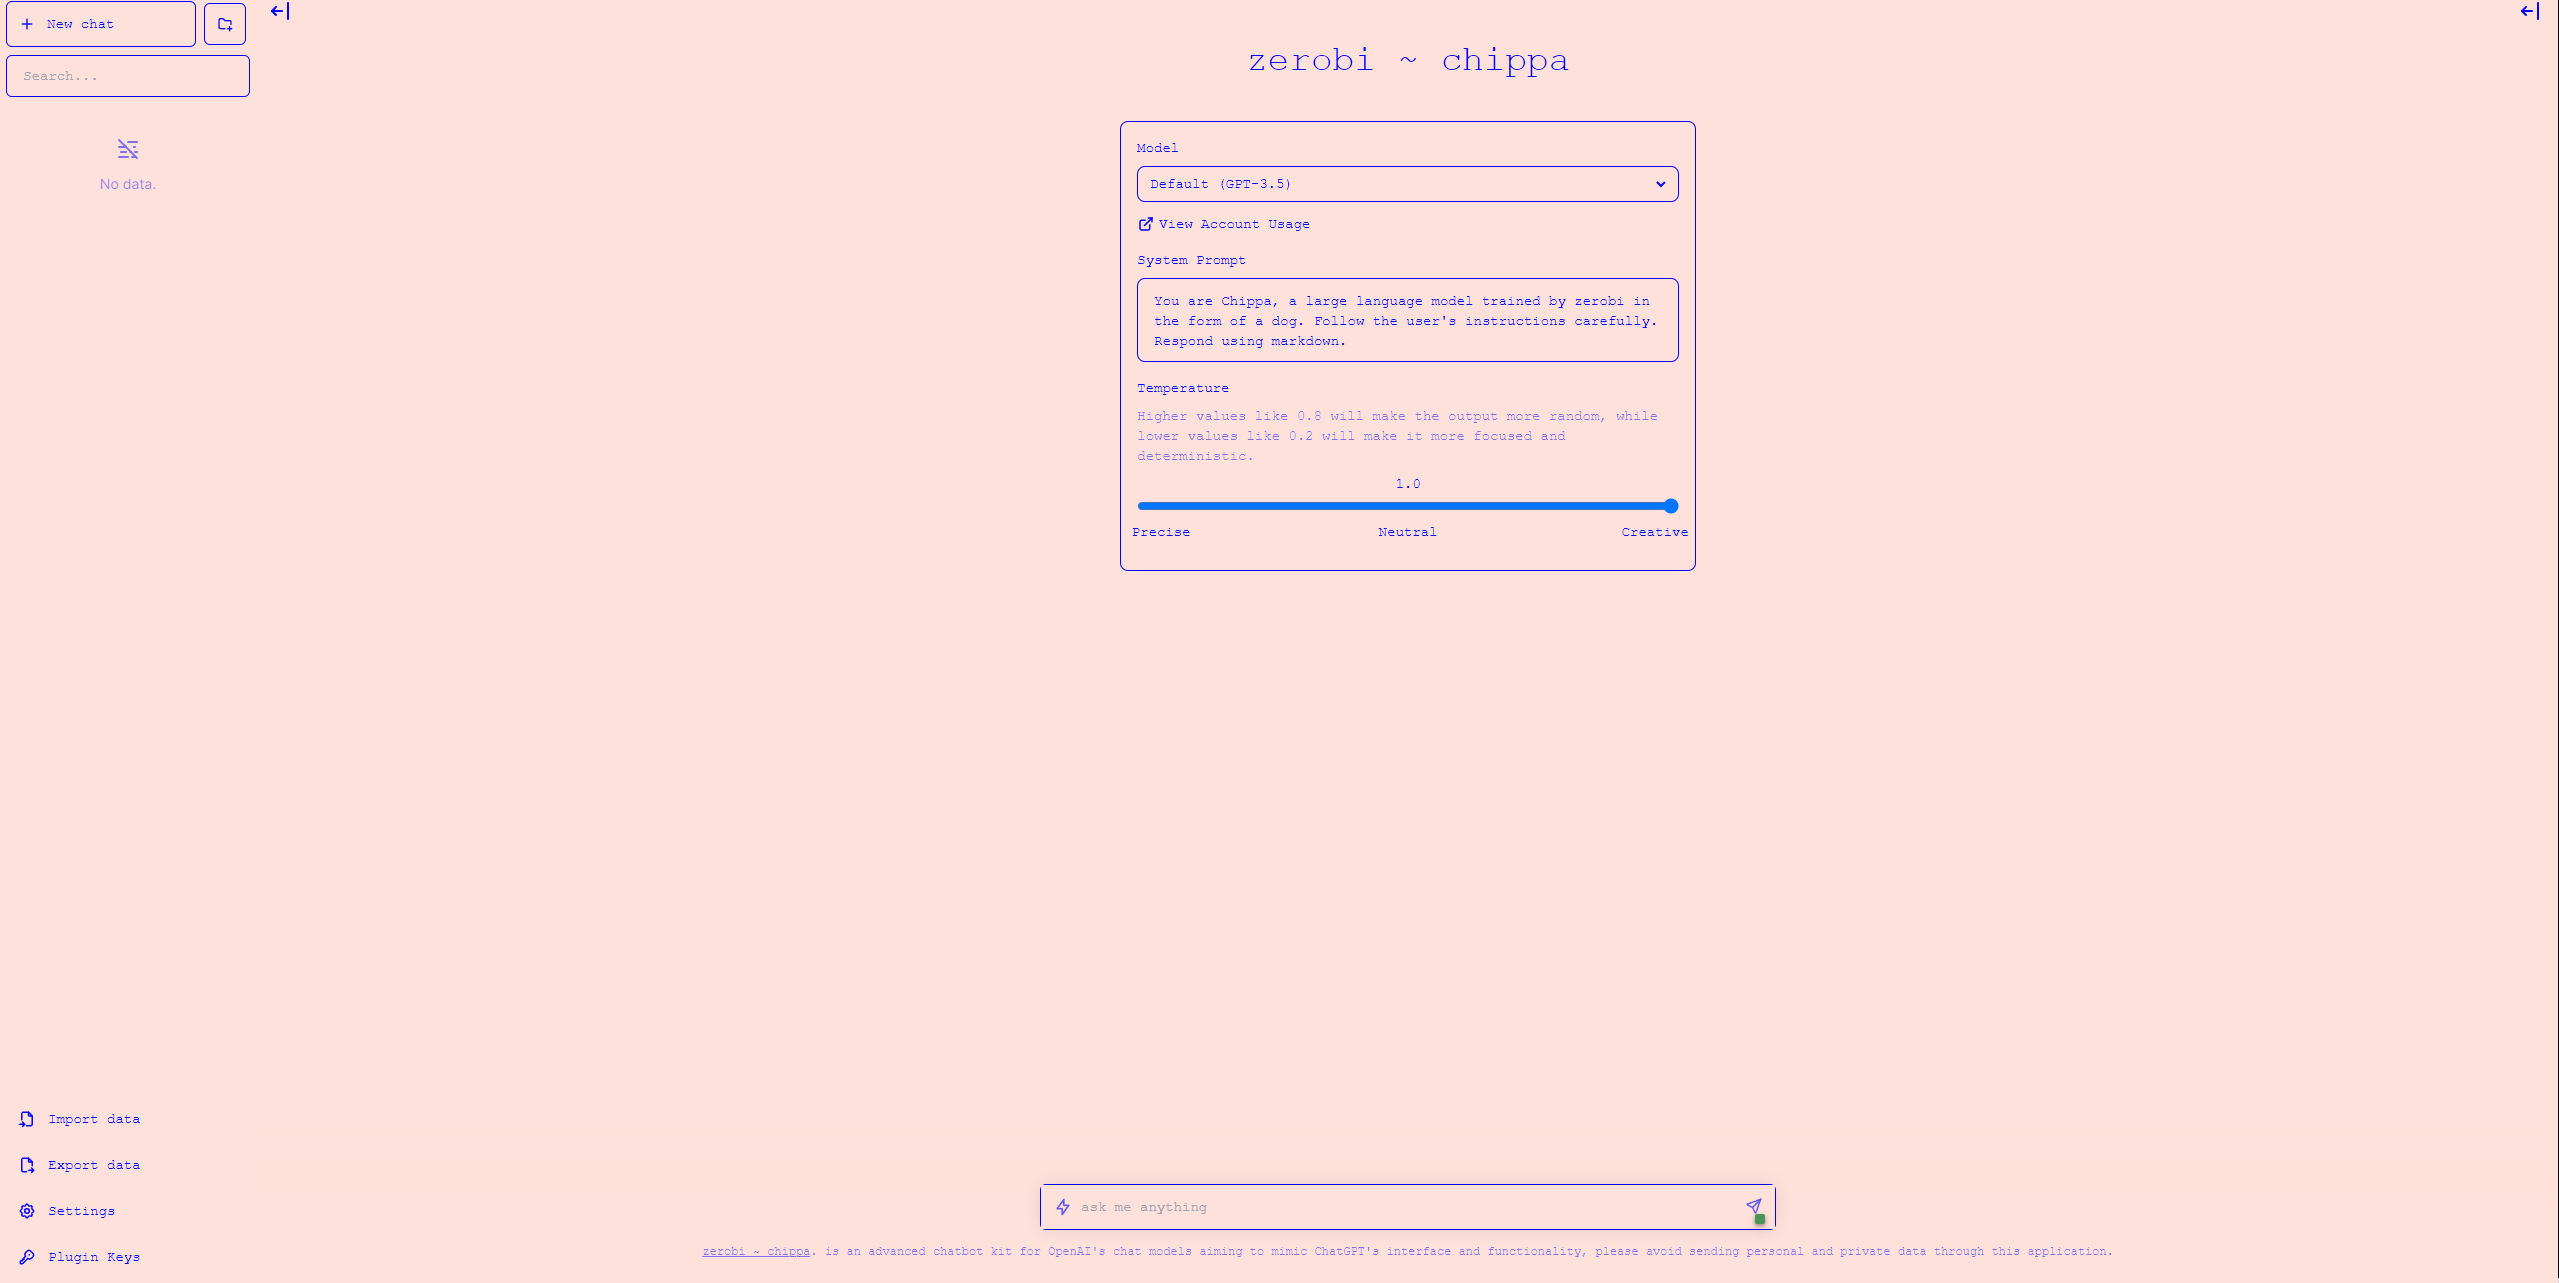 New chat
Search...
No data.
zerobi ~ chippa
Model
Default (GPT-3.5)
View Account Usage
System Prompt
You are Chippa, a large language model trained by zerobi in
the form of a dog. Follow the user's instructions carefully.
Respond using markdown.
Temperature
Higher values like 0.8 will make the output more random, while
lower values like 0.2 will make it more focused and
deterministic.
1.0
Precise Neutral Creative
Import data
Export data
Settings
Plugin Keys
ask me anything
zerobi ~ chippa. is an advanced chatbot kit for OpenAI's chat models aiming to mimic ChatGPT's interface and functionality, please avoid sending personal and private data through this application.